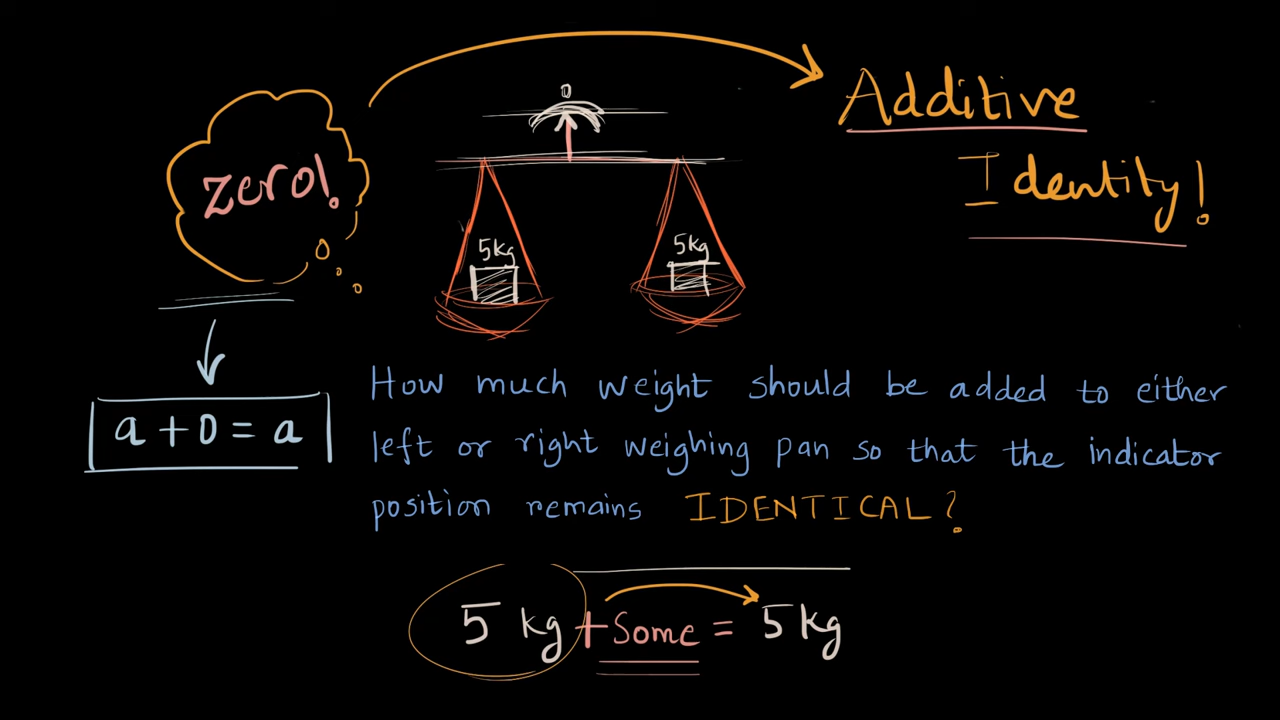 Additive
Identity!
zero!
0
5kg
5kg
a + 0 = a
How much weight should be added to either
left or right weighing pan so that the indicator
position remains IDENTICAL?
5 kg + Some = 5 kg